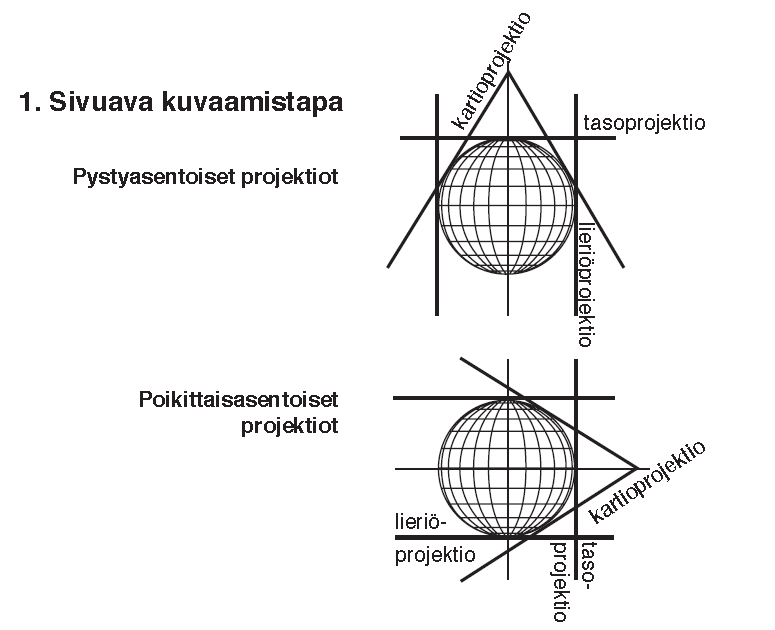 1. Sivuava kuvaamistapa
kartioprojektio
tasoprojektio
Pystyasentoiset projektiot
lieriöprojektio
Poikittaisasentoiset
projektiot
kartioprojektio
lieriö-
projektio
taso-
projektio